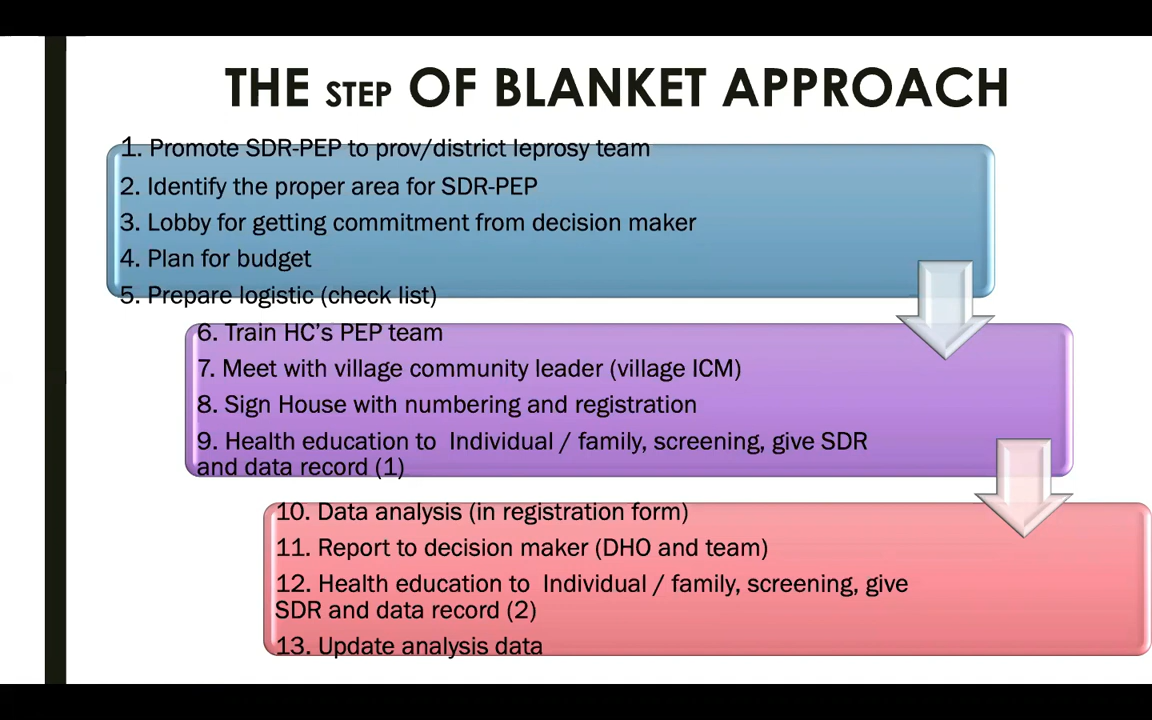 THE STEP OF BLANKET APPROACH
1. Promote SDR-PEP to prov/district leprosy team
2. Identify the proper area for SDR-PEP
3. Lobby for getting commitment from decision maker
4. Plan for budget
5. Prepare logistic (check list)
6. Train HC's PEP team
7. Meet with village community leader (village ICM)
8. Sign House with numbering and registration
9. Health education to  Individual / family, screening, give SDR
and data record (1)
10. Data analysis (in registration form)
11. Report to decision maker (DHO and team)
12. Health education to  Individual / family, screening, give
SDR and data record (2)
13. Update analysis data